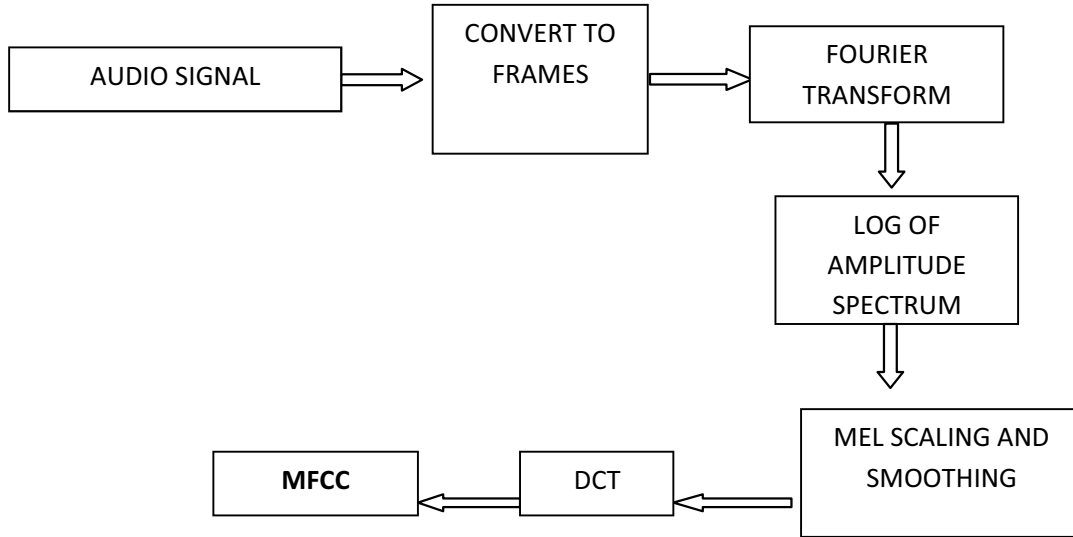 AUDIO SIGNAL
CONVERT TO
FRAMES
FOURIER
TRANSFORM
LOG OF
AMPLITUDE
SPECTRUM
MEL SCALING AND
SMOOTHING
DCT
MFCC